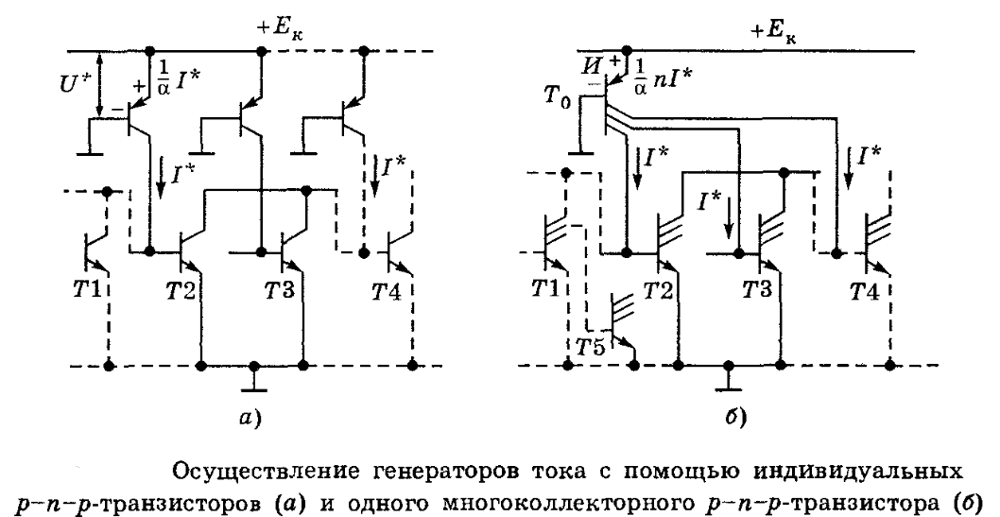 +Eк +Eк
U* + 1/α I* И + 1/α nI*
− − T₀
I* I* I* I* I*
T1 T2 T3 T4 T1 T2 T3 T4
T5
а) б)
Осуществление генераторов тока с помощью индивидуальных
p−n−p-транзисторов (а) и одного многоколлекторного p−n−p-транзистора (б)